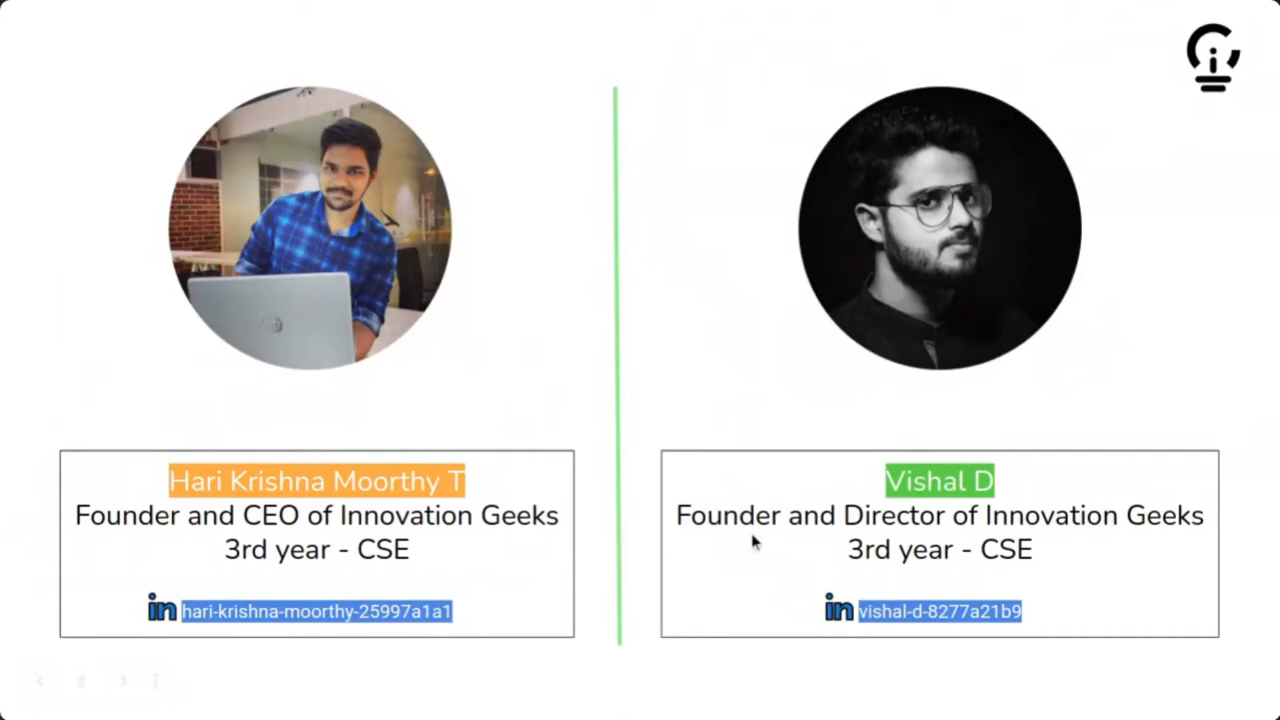 Hari Krishna Moorthy T
Founder and CEO of Innovation Geeks
3rd year - CSE
in hari-krishna-moorthy-25997a1a1
Vishal D
Founder and Director of Innovation Geeks
3rd year - CSE
in vishal-d-8277a21b9